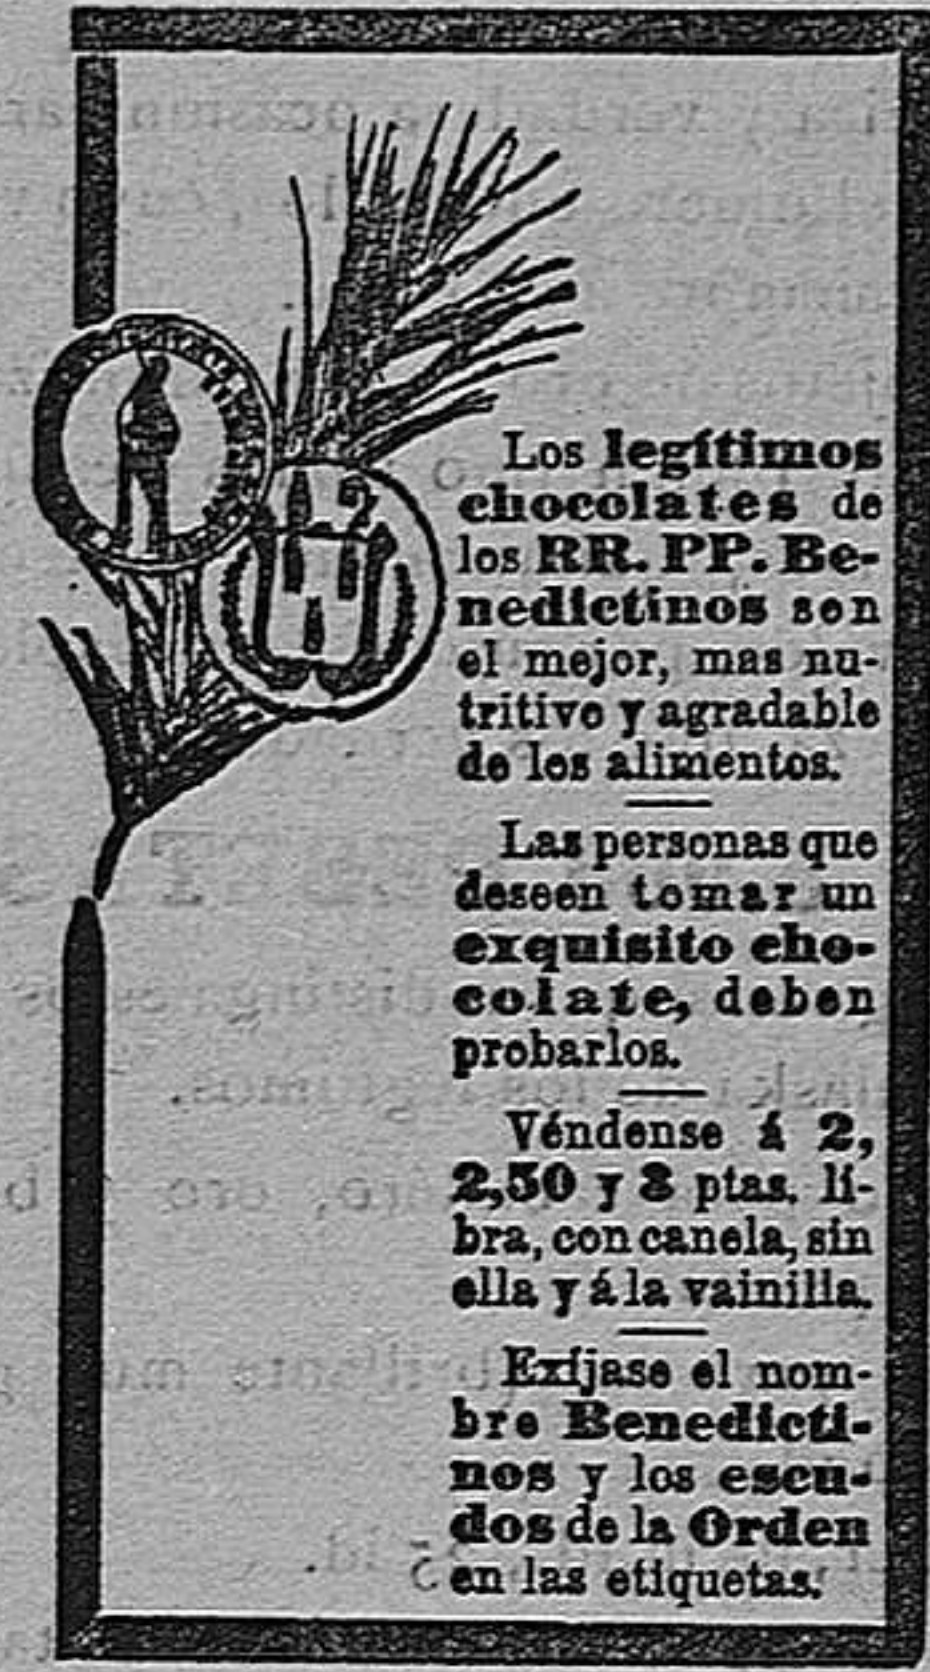 Los legítimos
chocolates de
los RR. PP. Be-
nedictinos son
el mejor, mas nu-
tritivo y agradable
de los alimentos.
Las personas que
deseen tomar un
exquisito cho-
colate, deben
probarlos.
Véndense á 2,
2,50 y 3 ptas. li-
bra, con canela, sin
ella y á la vainilla.
Exíjase el nom-
bre Benedicti-
nos y los escu-
dos de la Orden
en las etiquetas.